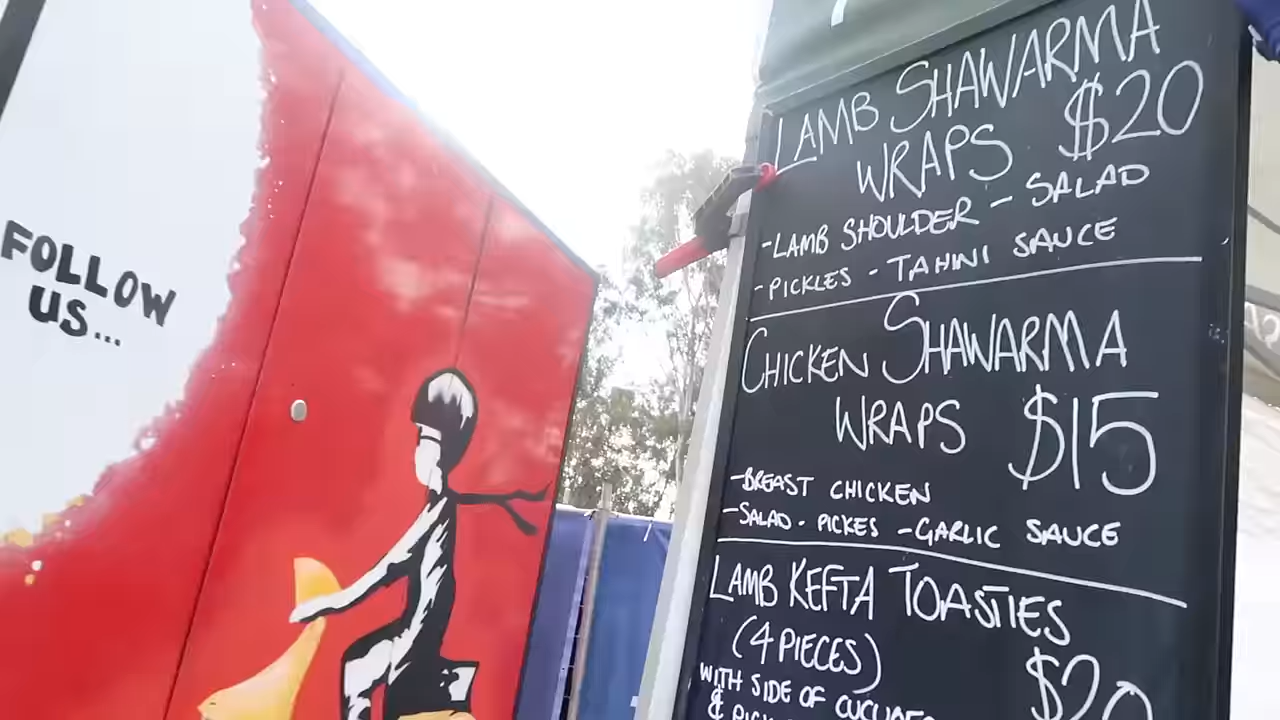 FOLLOW
US...
LAMB SHAWARMA
WRAPS $20
-LAMB SHOULDER - SALAD
-PICKLES - TAHINI SAUCE
CHICKEN SHAWARMA
WRAPS $15
-BREAST CHICKEN
-SALAD- PICKES -GARLIC SAUCE
LAMB KEFTA TOASTIES
(4 PIECES)
$20
WITH SIDE OF
&